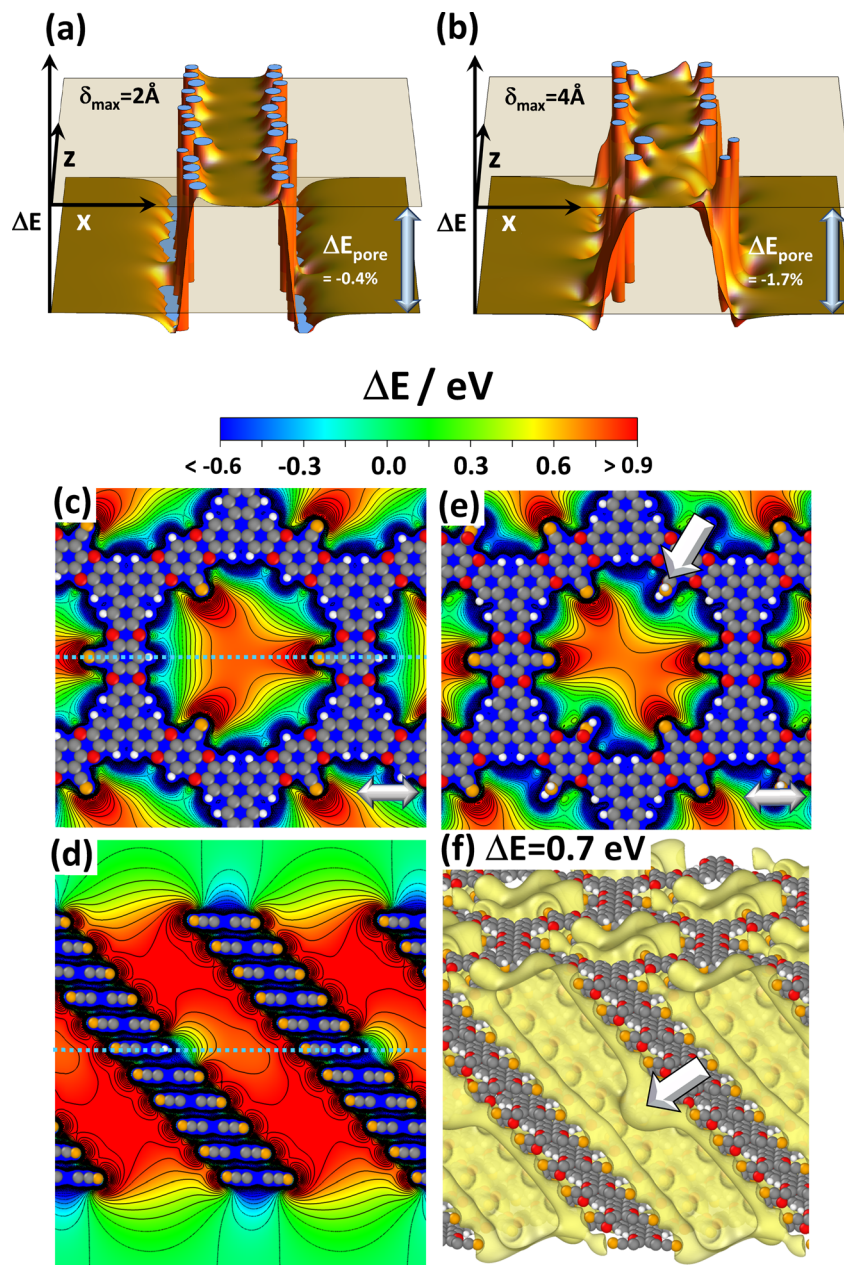 (a)
δmax=2Å
z
ΔE
x
ΔEpore
= -0.4%
(b)
δmax=4Å
z
ΔE
x
ΔEpore
= -1.7%
ΔE / eV
< -0.6 -0.3 0.0 0.3 0.6 > 0.9
(c)
(e)
(d)
(f) ΔE=0.7 eV